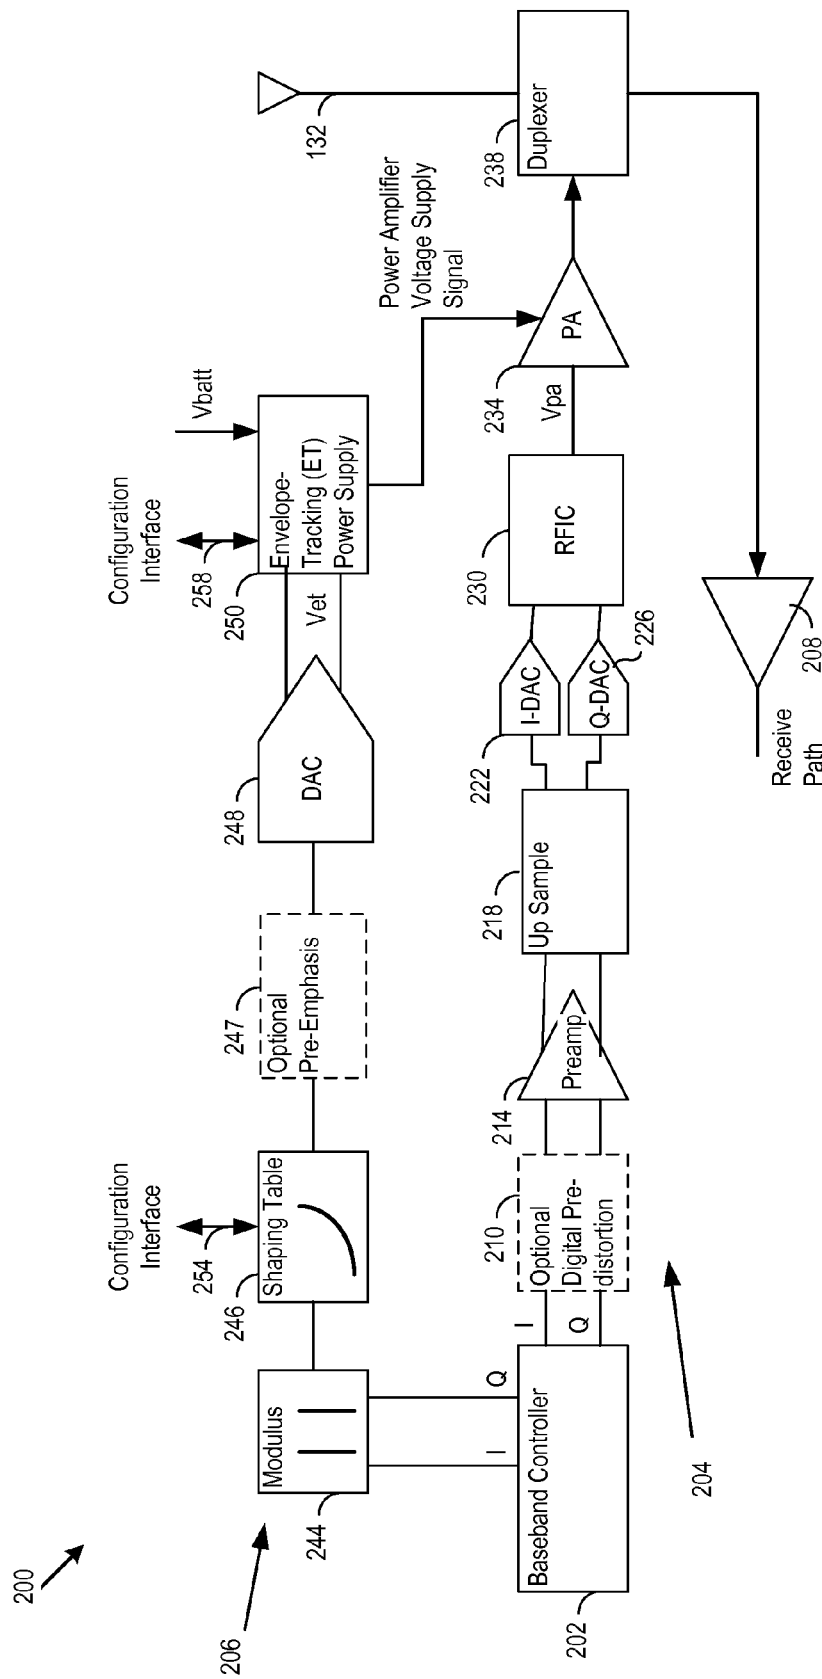 200
206
Modulus
244
Configuration
Interface
254
Shaping Table
246
247
Optional
Pre-Emphasis
248
DAC
Vet
Configuration
Interface
258
Vbatt
250
Envelope-
Tracking (ET)
Power Supply
Power Amplifier
Voltage Supply
Signal
132
I
Q
Baseband Controller
202
I
Q
210
Optional
Digital Pre-
distortion
204
214
Preamp
218
Up Sample
222
I-DAC
Q-DAC
226
230
RFIC
Vpa
234
PA
238
Duplexer
208
Receive
Path